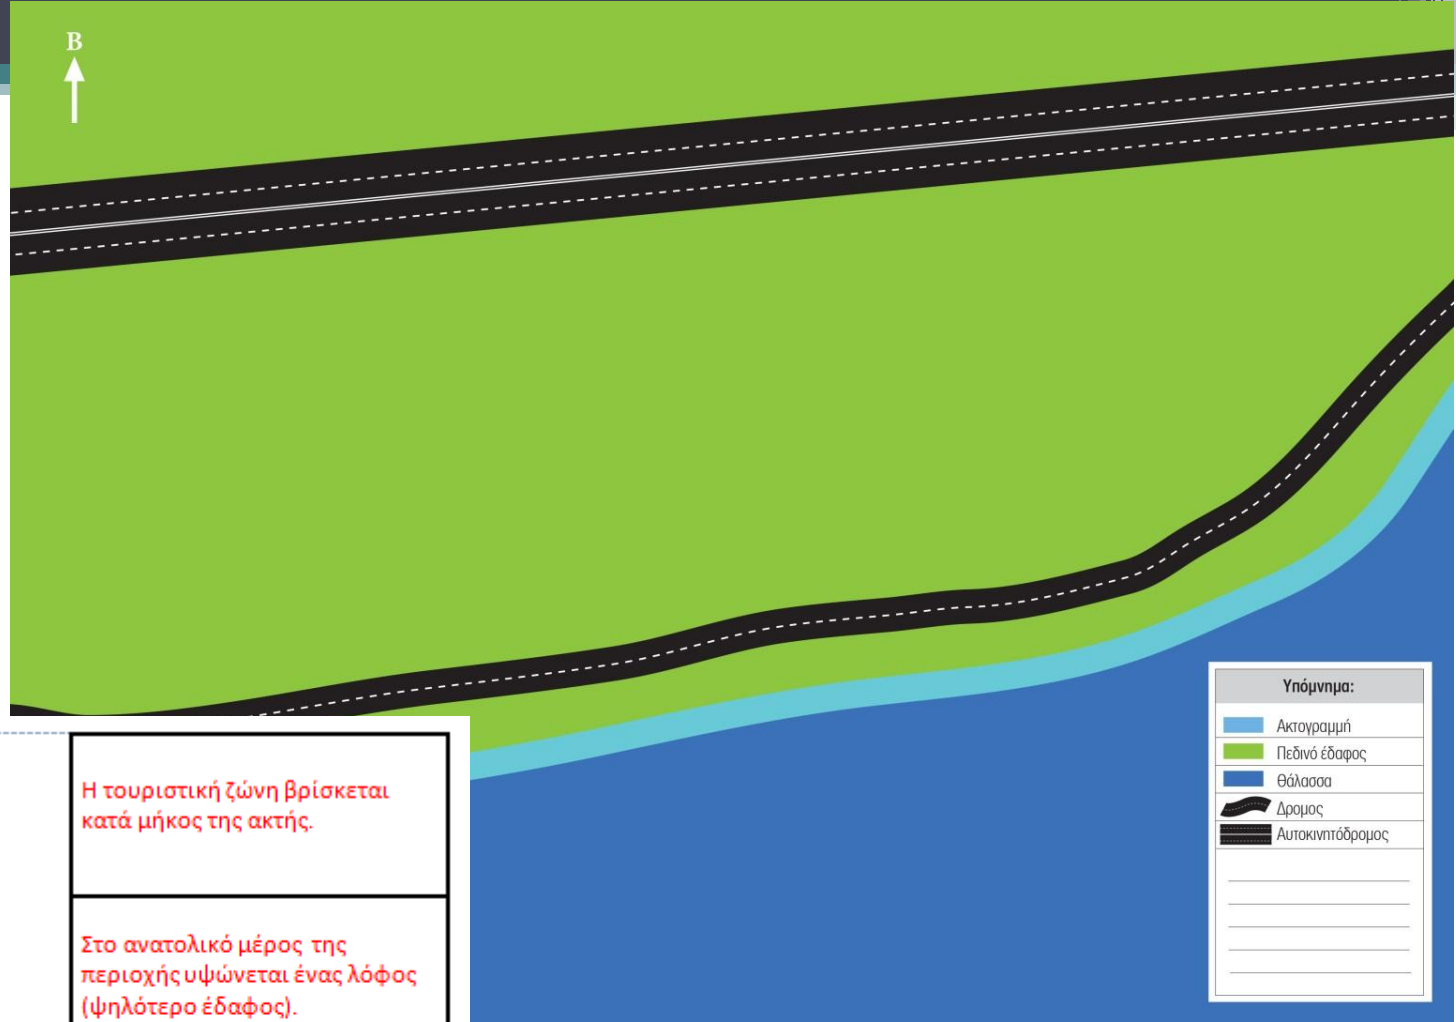 Β
Υπόμνημα:
Ακτογραμμή
Πεδινό έδαφος
Θάλασσα
Δρομος
Αυτοκινητόδρομος
Η τουριστική ζώνη βρίσκεται
κατά μήκος της ακτής.
Στο ανατολικό μέρος της
περιοχής υψώνεται ένας λόφος
(ψηλότερο έδαφος).